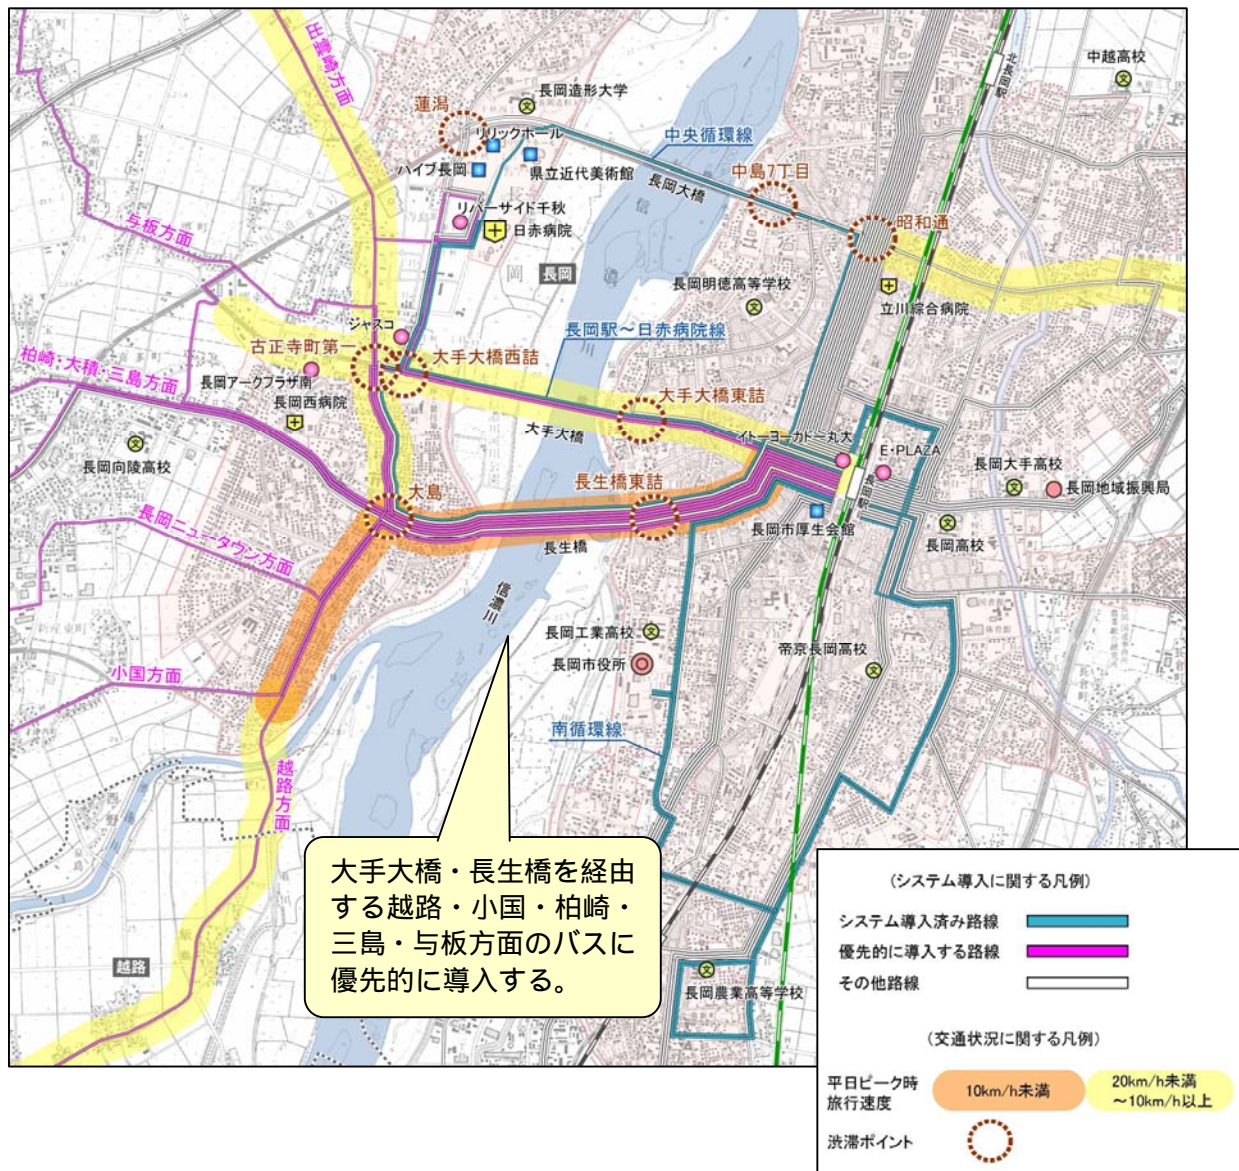 出雲崎方面
中越高校
北長岡駅
長岡造形大学
蓮潟
リリックホール
中央循環線
ハイブ長岡
県立近代美術館
中島7丁目
長岡大橋
リバーサイド千秋
昭和通
日赤病院
与板方面
長岡
信濃川
長岡明徳高等学校
立川綜合病院
ジャスコ
長岡駅～日赤病院線
古正寺町第一
大手大橋西詰
柏崎・大積・三島方面
長岡アークプラザ南
大手大橋東詰
長岡西病院
大手大橋
イトーヨーカドー丸大
E・PLAZA
長岡向陵高校
長岡大手高校
大島
長生橋東詰
長岡駅
長岡地域振興局
長岡市厚生会館
長岡高校
長岡ニュータウン方面
長生橋
信濃川
長岡工業高校
帝京長岡高校
長岡市役所
小国方面
南循環線
越路方面
大手大橋・長生橋を経由
する越路・小国・柏崎・
三島・与板方面のバスに
優先的に導入する。
越路
長岡農業高等学校
(システム導入に関する凡例)
システム導入済み路線
優先的に導入する路線
その他路線
(交通状況に関する凡例)
平日ピーク時
旅行速度
10km/h未満
20km/h未満
～10km/h以上
渋滞ポイント